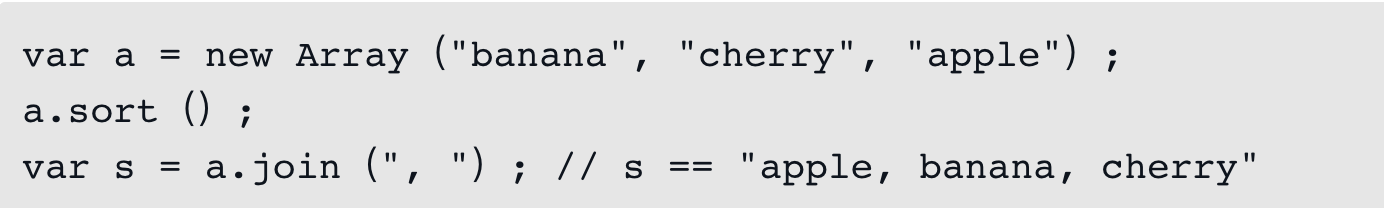 var a = new Array ("banana", "cherry", "apple") ;
a.sort () ;
var s = a.join (", ") ; // s == "apple, banana, cherry"